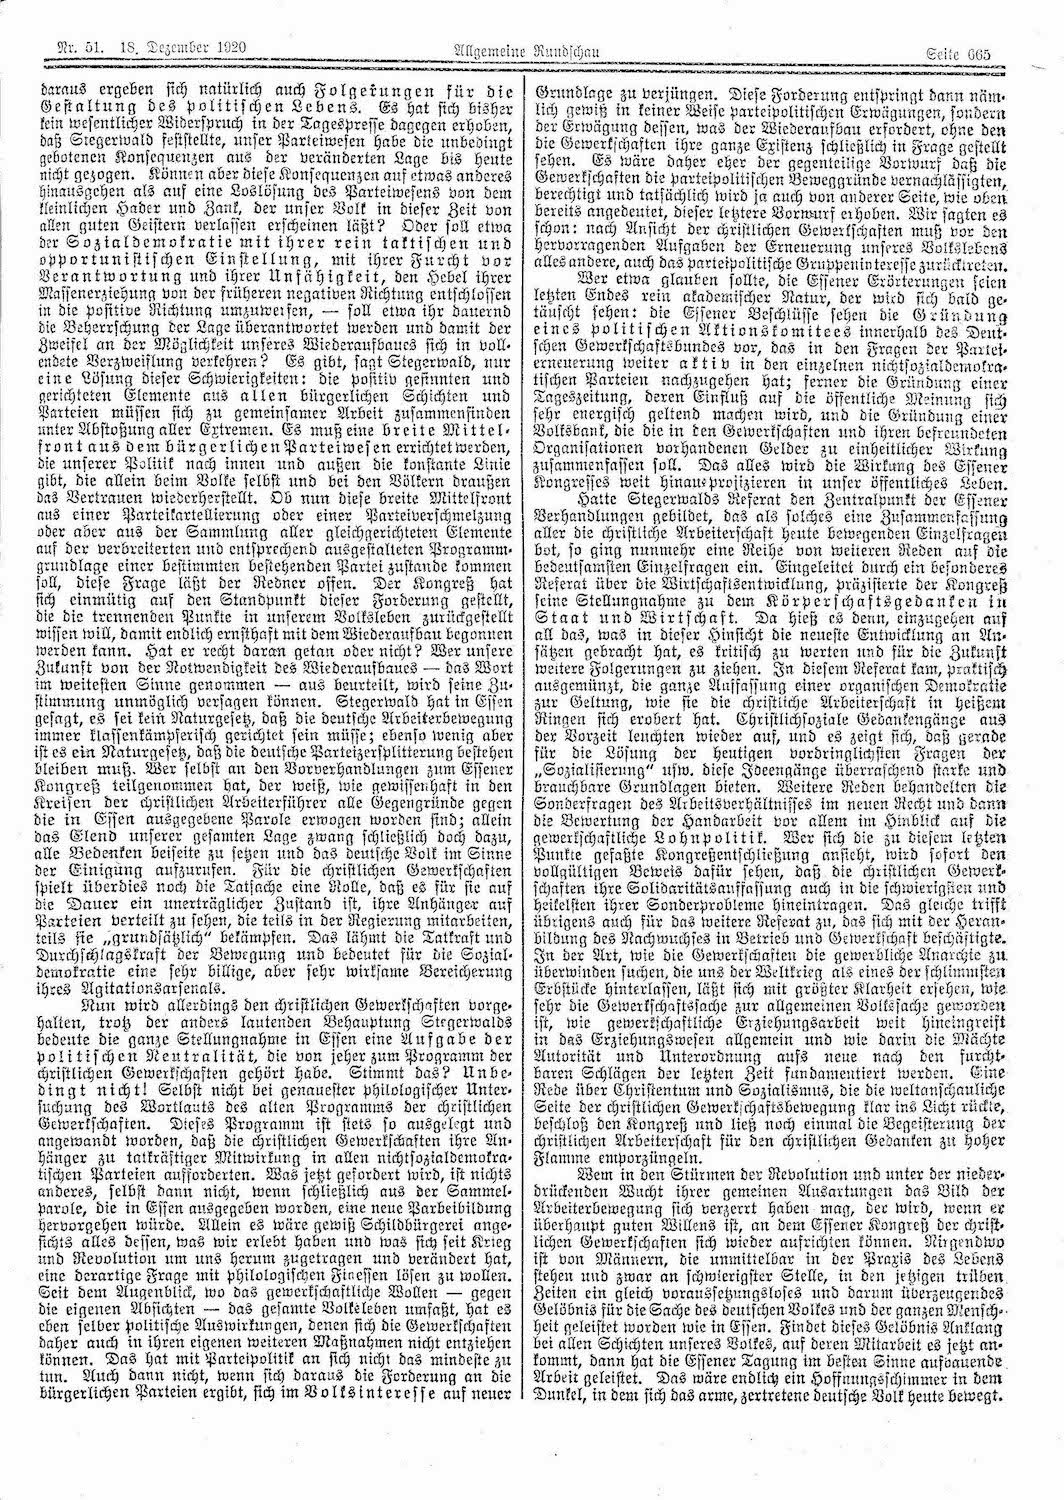 Nr. 51. 18. Dezember 1920
Allgemeine Rundschau
Seite 665
daraus ergeben sich natürlich auch Folgerungen für die
Gestaltung des politischen Lebens. Es hat sich bisher
kein wesentlicher Widerspruch in der Tagespresse dagegen erhoben,
daß Stegerwald feststellte, unser Parteiwesen habe die unbedingt
gebotenen Konsequenzen aus der veränderten Lage bis heute
nicht gezogen. Können aber diese Konsequenzen auf etwas anderes
hinausgehen als auf eine Loslösung des Parteiwesens von dem
kleinlichen Hader und Zank, der unser Volk in dieser Zeit von
allen guten Geistern verlassen erscheinen läßt? Oder soll etwa
der Sozialdemokratie mit ihrer rein taktischen und
opportunistischen Einstellung, mit ihrer Furcht vor
Verantwortung und ihrer Unfähigkeit, den Hebel ihrer
Massenerziehung von der früheren negativen Richtung entschlossen
in die positive Richtung umzuweisen, — soll etwa ihr dauernd
die Beherrschung der Lage überantwortet werden und damit der
Zweifel an der Möglichkeit unseres Wiederaufbaues sich in voll-
endete Verzweiflung verkehren? Es gibt, sagt Stegerwald, nur
eine Lösung dieser Schwierigkeiten: die positiv gesinnten und
gerichteten Elemente aus allen bürgerlichen Schichten und
Parteien müssen sich zu gemeinsamer Arbeit zusammenfinden
unter Abstoßung aller Extremen. Es muß eine breite Mittel-
front aus dem bürgerlichen Parteiwesen errichtet werden,
die unserer Politik nach innen und außen die konstante Linie
gibt, die allein beim Volke selbst und bei den Völkern draußen
das Vertrauen wiederherstellt. Ob nun diese breite Mittelfront
aus einer Parteikartellierung oder einer Parteiverschmelzung
oder aber aus der Sammlung aller gleichgerichteten Elemente
auf der verbreiterten und entsprechend ausgestalteten Programm-
grundlage einer bestimmten bestehenden Partei zustande kommen
soll, diese Frage läßt der Redner offen. Der Kongreß hat
sich einmütig auf den Standpunkt dieser Forderung gestellt,
die die trennenden Punkte in unserem Volksleben zurückgestellt
wissen will, damit endlich ernsthaft mit dem Wiederaufbau begonnen
werden kann. Hat er recht daran getan oder nicht? Wer unsere
Zukunft von der Notwendigkeit des Wiederaufbaues — das Wort
im weitesten Sinne genommen — aus beurteilt, wird seine Zu-
stimmung unmöglich versagen können. Stegerwald hat in Essen
gesagt, es sei kein Naturgesetz, daß die deutsche Arbeiterbewegung
immer klassenkämpferisch gerichtet sein müsse; ebenso wenig aber
ist es ein Naturgesetz, daß die deutsche Parteizersplitterung bestehen
bleiben muß. Wer selbst an den Vorverhandlungen zum Essener
Kongreß teilgenommen hat, der weiß, wie gewissenhaft in den
Kreisen der christlichen Arbeiterführer alle Gegengründe gegen
die in Essen ausgegebene Parole erwogen worden sind; allein
das Elend unserer gesamten Lage zwang schließlich doch dazu,
alle Bedenken beiseite zu setzen und das deutsche Volk im Sinne
der Einigung aufzurufen. Für die christlichen Gewerkschaften
spielt überdies noch die Tatsache eine Rolle, daß es für sie auf
die Dauer ein unerträglicher Zustand ist, ihre Anhänger auf
Parteien verteilt zu sehen, die teils in der Regierung mitarbeiten,
teils sie „grundsätzlich“ bekämpfen. Das lähmt die Tatkraft und
Durchschlagskraft der Bewegung und bedeutet für die Sozial-
demokratie eine sehr billige, aber sehr wirksame Bereicherung
ihres Agitationsarsenals.
Nun wird allerdings den christlichen Gewerkschaften vorge-
halten, trotz der anders lautenden Behauptung Stegerwalds
bedeute die ganze Stellungnahme in Essen eine Aufgabe der
politischen Neutralität, die von jeher zum Programm der
christlichen Gewerkschaften gehört habe. Stimmt das? Unbe-
dingt nicht! Selbst nicht bei genauester philologischer Unter-
suchung des Wortlauts des alten Programms der christlichen
Gewerkschaften. Dieses Programm ist stets so ausgelegt und
angewandt worden, daß die christlichen Gewerkschaften ihre An-
hänger zu tatkräftiger Mitwirkung in allen nichtsozialdemokra-
tischen Parteien aufforderten. Was jetzt gefordert wird, ist nichts
anderes, selbst dann nicht, wenn schließlich aus der Sammel-
parole, die in Essen ausgegeben worden, eine neue Parbeibildung
hervorgehen würde. Allein es wäre gewiß Schildbürgerei ange-
sichts alles dessen, was wir erlebt haben und was sich seit Krieg
und Revolution um uns herum zugetragen und verändert hat,
eine derartige Frage mit philologischen Finessen lösen zu wollen.
Seit dem Augenblick, wo das gewerkschaftliche Wollen — gegen
die eigenen Absichten — das gesamte Volksleben umfaßt, hat es
eben selber politische Auswirkungen, denen sich die Gewerkschaften
daher auch in ihren eigenen weiteren Maßnahmen nicht entziehen
können. Das hat mit Parteipolitik an sich nicht das mindeste zu
tun. Auch dann nicht, wenn sich daraus die Forderung an die
bürgerlichen Parteien ergibt, sich im Volksinteresse auf neuer
Grundlage zu verjüngen. Diese Forderung entspringt dann näm-
lich gewiß in keiner Weise parteipolitischen Erwägungen, sondern
der Erwägung dessen, was der Wiederaufbau erfordert, ohne den
die Gewerkschaften ihre ganze Existenz schließlich in Frage gestellt
sehen. Es wäre daher eher der gegenteilige Vorwurf daß die
Gewerkschaften die parteipolitischen Beweggründe vernachlässigten,
berechtigt und tatsächlich wird ja auch von anderer Seite, wie oben
bereits angedeutet, dieser letztere Vorwurf erhoben. Wir sagten es
schon: nach Ansicht der christlichen Gewerkschaften muß vor den
hervorragenden Aufgaben der Erneuerung unseres Volkslebens
alles andere, auch das parteipolitische Gruppeninteresse zurücktreten.
Wer etwa glauben sollte, die Essener Erörterungen seien
letzten Endes rein akademischer Natur, der wird sich bald ge-
täuscht sehen: die Essener Beschlüsse sehen die Gründung
eines politischen Aktionskomitees innerhalb des Deut-
schen Gewerkschaftsbundes vor, das in den Fragen der Partei-
erneuerung weiter aktiv in den einzelnen nichtsozialdemokra-
tischen Parteien nachzugehen hat; ferner die Gründung einer
Tageszeitung, deren Einfluß auf die öffentliche Meinung sich
sehr energisch geltend machen wird, und die Gründung einer
Volksbank, die die in den Gewerkschaften und ihren befreundeten
Organisationen vorhandenen Gelder zu einheitlicher Wirkung
zusammenfassen soll. Das alles wird die Wirkung des Essener
Kongresses weit hinausprojizieren in unser öffentliches Leben.
Hatte Stegerwalds Referat den Zentralpunkt der Essener
Verhandlungen gebildet, das als solches eine Zusammenfassung
aller die christliche Arbeiterschaft heute bewegenden Einzelfragen
bot, so ging nunmehr eine Reihe von weiteren Reden auf die
bedeutsamsten Einzelfragen ein. Eingeleitet durch ein besonderes
Referat über die Wirtschaftsentwicklung, präzisierte der Kongreß
seine Stellungnahme zu dem Körperschaftsgedanken in
Staat und Wirtschaft. Da hieß es denn, einzugehen auf
all das, was in dieser Hinsicht die neueste Entwicklung an An-
sätzen gebracht hat, es kritisch zu werten und für die Zukunft
weitere Folgerungen zu ziehen. In diesem Referat kam, praktisch
ausgemünzt, die ganze Auffassung einer organischen Demokratie
zur Geltung, wie sie die christliche Arbeiterschaft in heißem
Ringen sich erobert hat. Christlichsoziale Gedankengänge aus
der Vorzeit leuchten wieder auf, und es zeigt sich, daß gerade
für die Lösung der heutigen vordringlichsten Fragen der
„Sozialisierung“ usw. diese Ideengänge überraschend starke und
brauchbare Grundlagen bieten. Weitere Reden behandelten die
Sonderfragen des Arbeitsverhältnisses im neuen Recht und dann
die Bewertung der Handarbeit vor allem im Hinblick auf die
gewerkschaftliche Lohnpolitik. Wer sich die zu diesem letzten
Punkte gefaßte Kongreßentschließung ansieht, wird sofort den
vollgültigen Beweis dafür sehen, daß die christlichen Gewerk-
schaften ihre Solidaritätsauffassung auch in die schwierigsten und
heikelsten ihrer Sonderprobleme hineintragen. Das gleiche trifft
übrigens auch für das weitere Referat zu, das sich mit der Heran-
bildung des Nachwuchses in Betrieb und Gewerkschaft beschäftigte.
In der Art, wie die Gewerkschaften die gewerbliche Anarchie zu
überwinden suchen, die uns der Weltkrieg als eines der schlimmsten
Erbstücke hinterlassen, läßt sich mit größter Klarheit ersehen, wie
sehr die Gewerkschaftssache zur allgemeinen Volkssache geworden
ist, wie gewerkschaftliche Erziehungsarbeit weit hineingreift
in das Erziehungswesen allgemein und wie darin die Mächte
Autorität und Unterordnung aufs neue nach den furcht-
baren Schlägen der letzten Zeit fundamentiert werden. Eine
Rede über Christentum und Sozialismus, die die weltanschauliche
Seite der christlichen Gewerkschaftsbewegung klar ins Licht rückte,
beschloß den Kongreß und ließ noch einmal die Begeisterung der
christlichen Arbeiterschaft für den christlichen Gedanken zu hoher
Flamme emporzüngeln.
Wem in den Stürmen der Revolution und unter der nieder-
drückenden Wucht ihrer gemeinen Ausartungen das Bild der
Arbeiterbewegung sich verzerrt haben mag, der wird, wenn er
überhaupt guten Willens ist, an dem Essener Kongreß der christ-
lichen Gewerkschaften sich wieder aufrichten können. Nirgendwo
ist von Männern, die unmittelbar in der Praxis des Lebens
stehen und zwar an schwierigster Stelle, in den jetzigen trüben
Zeiten ein gleich voraussetzungsloses und darum überzeugendes
Gelöbnis für die Sache des deutschen Volkes und der ganzen Mensch-
heit geleistet worden wie in Essen. Findet dieses Gelöbnis Anklang
bei allen Schichten unseres Volkes, auf deren Mitarbeit es jetzt an-
kommt, dann hat die Essener Tagung im besten Sinne aufbauende
Arbeit geleistet. Das wäre endlich ein Hoffnungsschimmer in dem
Dunkel, in dem sich das arme, zertretene deutsche Volk heute bewegt.